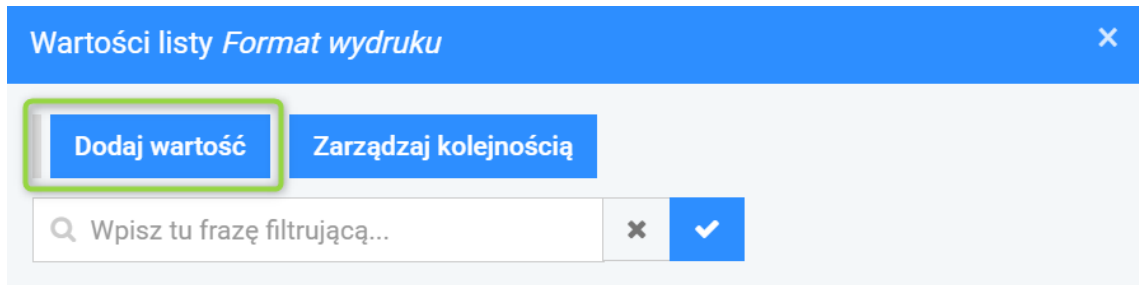 Wartości listy Format wydruku
Dodaj wartość Zarządzaj kolejnością
Wpisz tu frazę filtrującą...